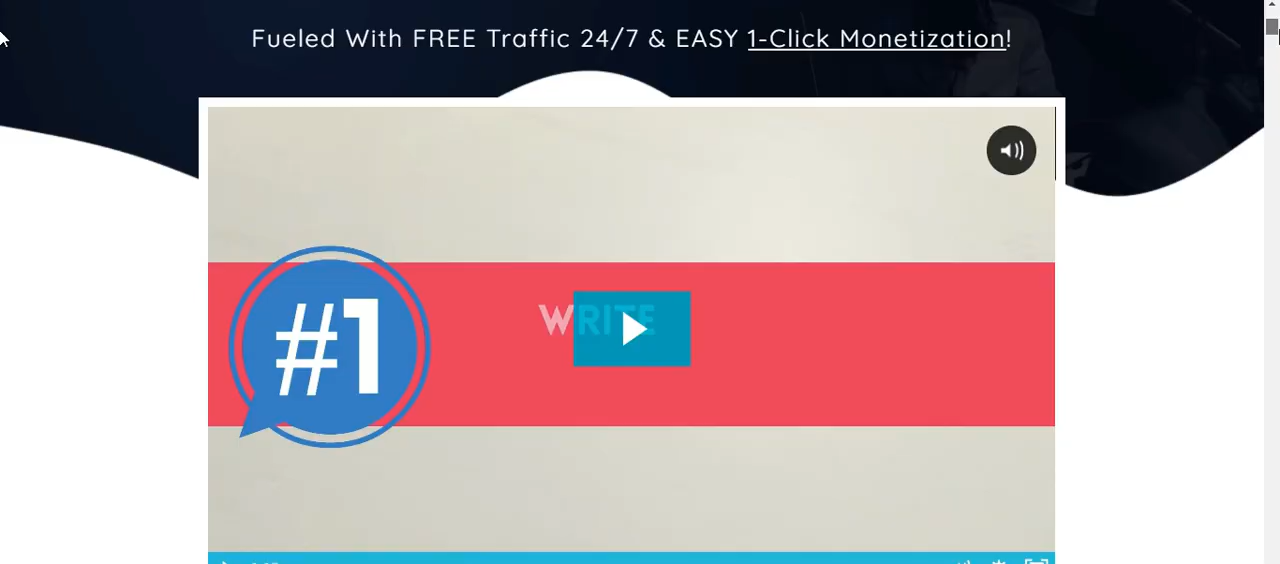 Fueled With FREE Traffic 24/7 & EASY 1-Click Monetization!
#1
WRITE